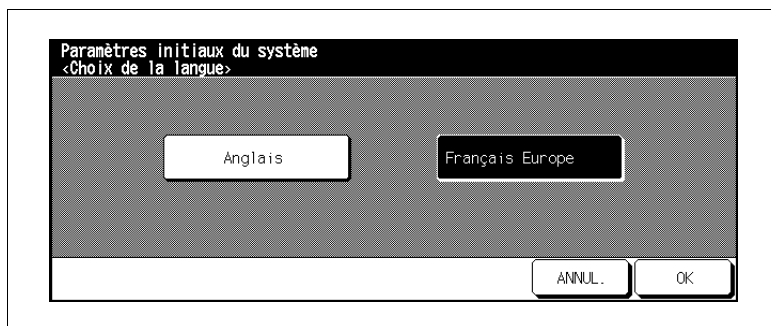 Paramètres initiaux du système
<Choix de la langue>
Anglais
Français Europe
ANNUL.
OK